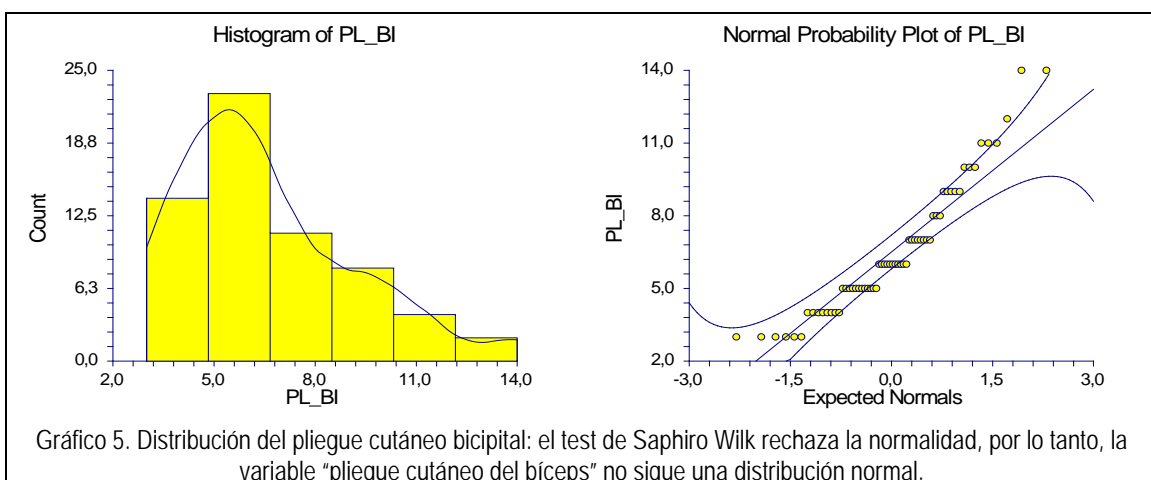 Histogram of PL_BI
25,0
18,8
12,5
6,3
0,0
Count
2,0 5,0 8,0 11,0 14,0
PL_BI
Normal Probability Plot of PL_BI
14,0
11,0
8,0
5,0
2,0
PL_BI
-3,0 -1,5 0,0 1,5 3,0
Expected Normals
Gráfico 5. Distribución del pliegue cutáneo bicipital: el test de Saphiro Wilk rechaza la normalidad, por lo tanto, la
variable “pliegue cutáneo del bíceps” no sigue una distribución normal.